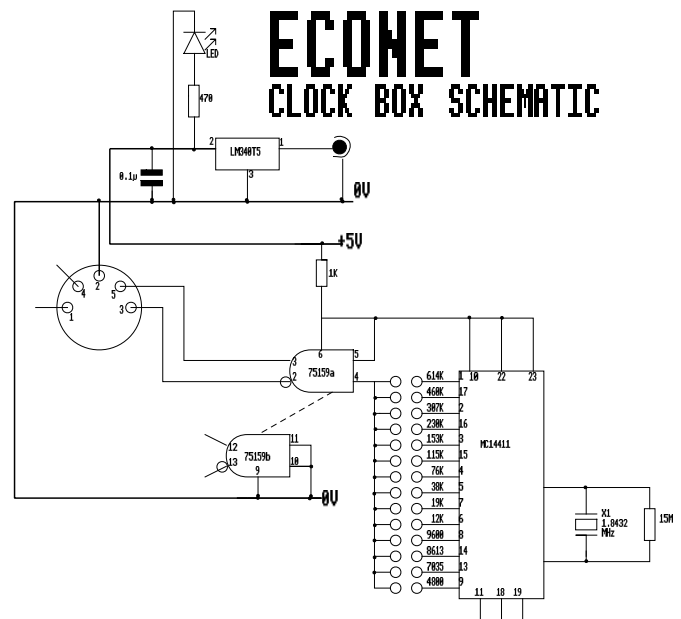 ECONET
CLOCK BOX SCHEMATIC
LED
470
2 LM340T5 1
3
0.1µ
0V
+5V
1K
2
4 5
1 3
6
3 75159a 5
2 4
12 75159b 11
13 10
9
0V
10 22 23
614K 1
460K 17
307K 2
230K 16
153K 3
MC14411
115K 15
76K 4
38K 5
19K 7
12K 6
9600 8
8613 14
7035 13
4800 9
11 18 19
X1
1.8432
MHz
15M